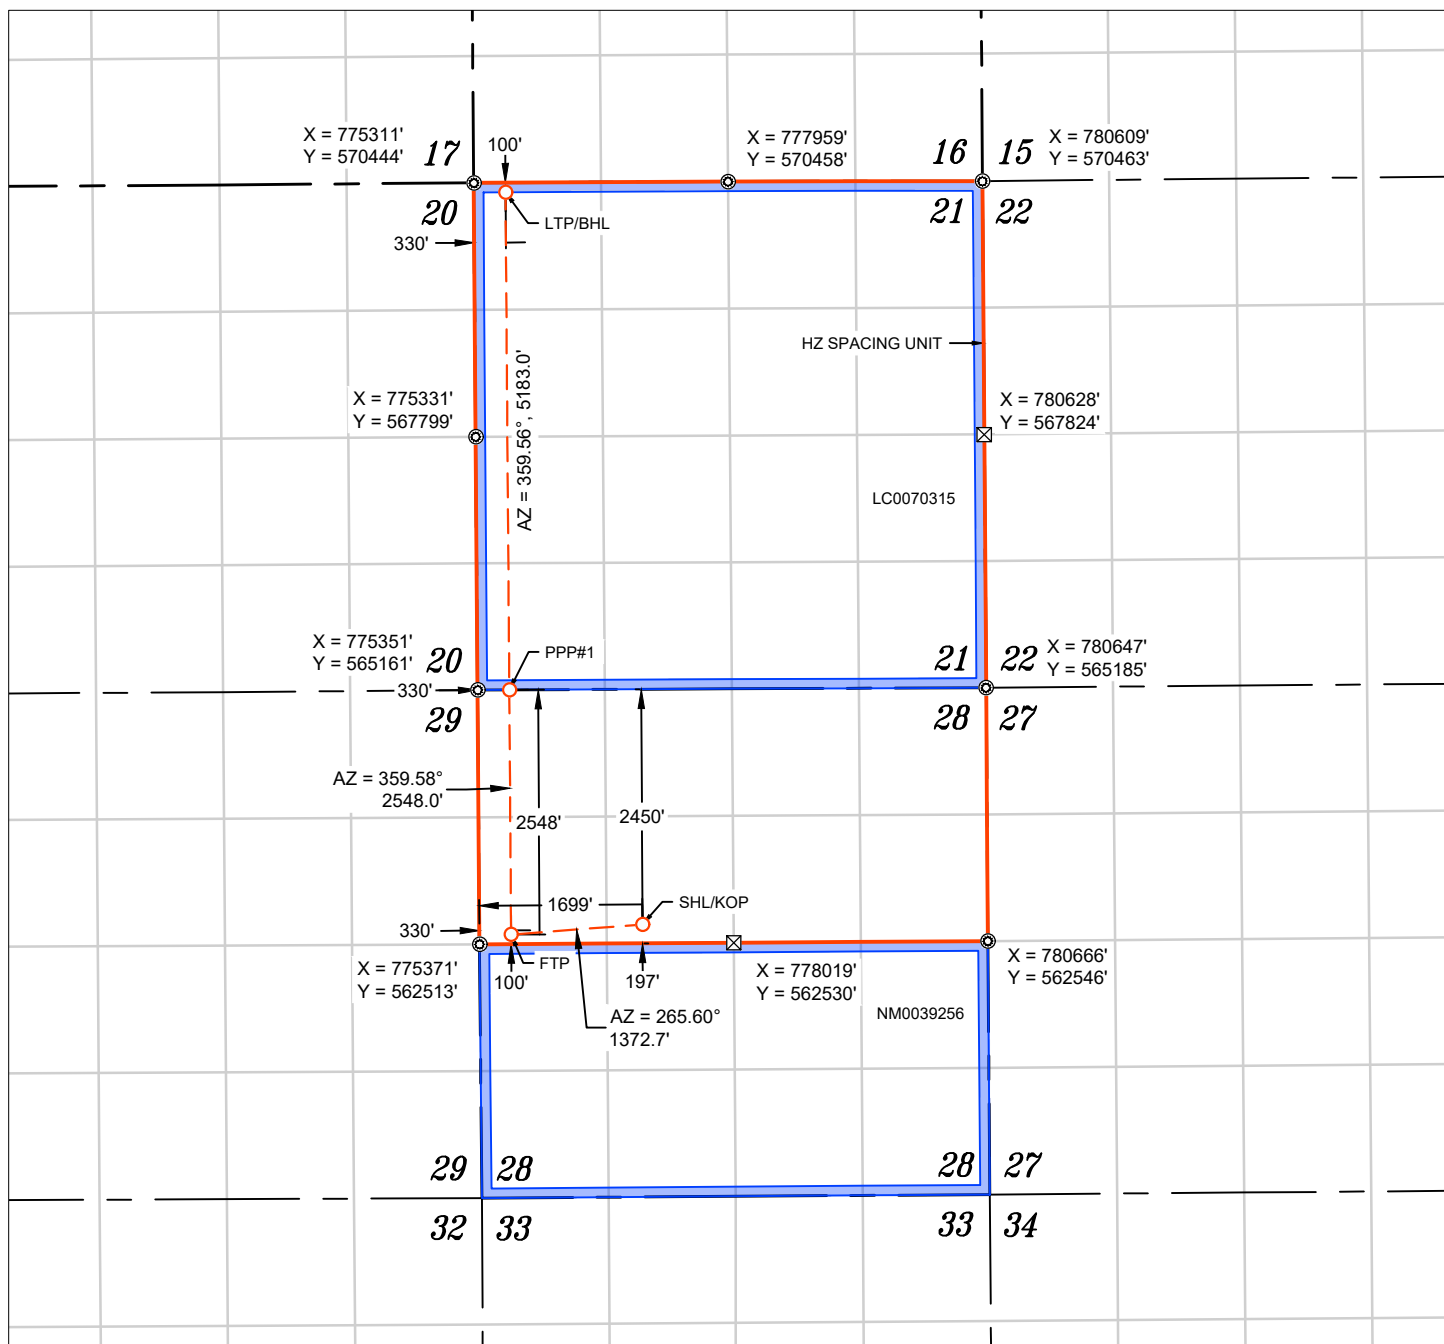 X = 775311'
Y = 570444'
17
100'
X = 777959'
Y = 570458'
16
15
X = 780609'
Y = 570463'
20
LTP/BHL
21
22
330'
HZ SPACING UNIT
AZ = 359.56°, 5183.0'
X = 775331'
Y = 567799'
X = 780628'
Y = 567824'
LC0070315
X = 775351'
Y = 565161'
20
PPP#1
21
22
X = 780647'
Y = 565185'
330'
29
28
27
AZ = 359.58°
2548.0'
2548'
2450'
1699'
SHL/KOP
330'
X = 775371'
Y = 562513'
FTP
100'
197'
X = 778019'
Y = 562530'
X = 780666'
Y = 562546'
AZ = 265.60°
1372.7'
NM0039256
29
28
28
27
32
33
33
34